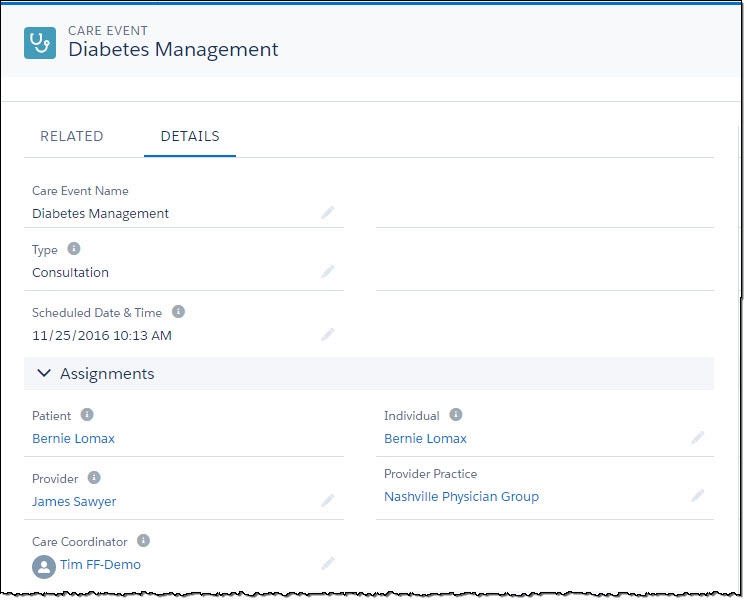 CARE EVENT
Diabetes Management
RELATED DETAILS
Care Event Name
Diabetes Management
Type
Consultation
Scheduled Date & Time
11/25/2016 10:13 AM
Assignments
Patient Individual
Bernie Lomax Bernie Lomax
Provider Provider Practice
James Sawyer Nashville Physician Group
Care Coordinator
Tim FF-Demo